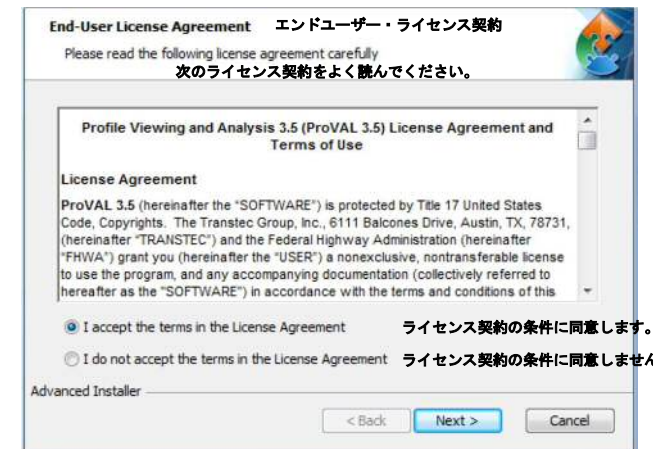 End-User License Agreement エンドユーザー・ライセンス契約
Please read the following license agreement carefully
次のライセンス契約をよく読んでください。
Profile Viewing and Analysis 3.5 (ProVAL 3.5) License Agreement and
Terms of Use
License Agreement
ProVAL 3.5 (hereinafter the "SOFTWARE") is protected by Title 17 United States
Code, Copyrights. The Transtec Group, Inc., 6111 Balcones Drive, Austin, TX, 78731,
(hereinafter "TRANSTEC") and the Federal Highway Administration (hereinafter
"FHWA") grant you (hereinafter the "USER") a nonexclusive, nontransferable license
to use the program, and any accompanying documentation (collectively referred to
hereafter as the "SOFTWARE") in accordance with the terms and conditions of this
I accept the terms in the License Agreement ライセンス契約の条件に同意します。
I do not accept the terms in the License Agreement ライセンス契約の条件に同意しません
Advanced Installer
< Back Next > Cancel